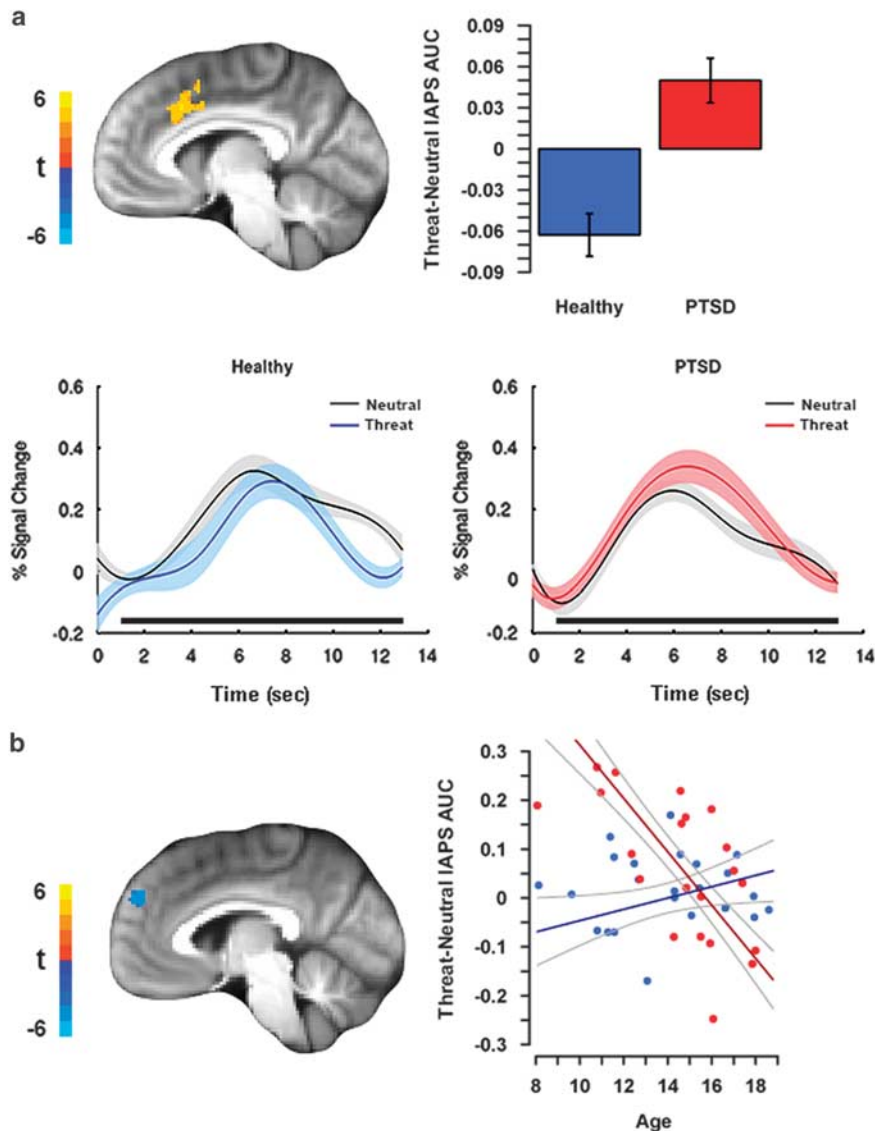 a
6
t
-6
Threat-Neutral IAPS AUC
0.09
0.06
0.03
0
-0.03
-0.06
-0.09
Healthy
PTSD
Healthy
% Signal Change
0.6
0.4
0.2
0
-0.2
Neutral
Threat
0 2 4 6 8 10 12 14
Time (sec)
PTSD
% Signal Change
0.6
0.4
0.2
0
-0.2
Neutral
Threat
0 2 4 6 8 10 12 14
Time (sec)
b
6
t
-6
Threat-Neutral IAPS AUC
0.3
0.2
0.1
0
-0.1
-0.2
-0.3
8 10 12 14 16 18
Age